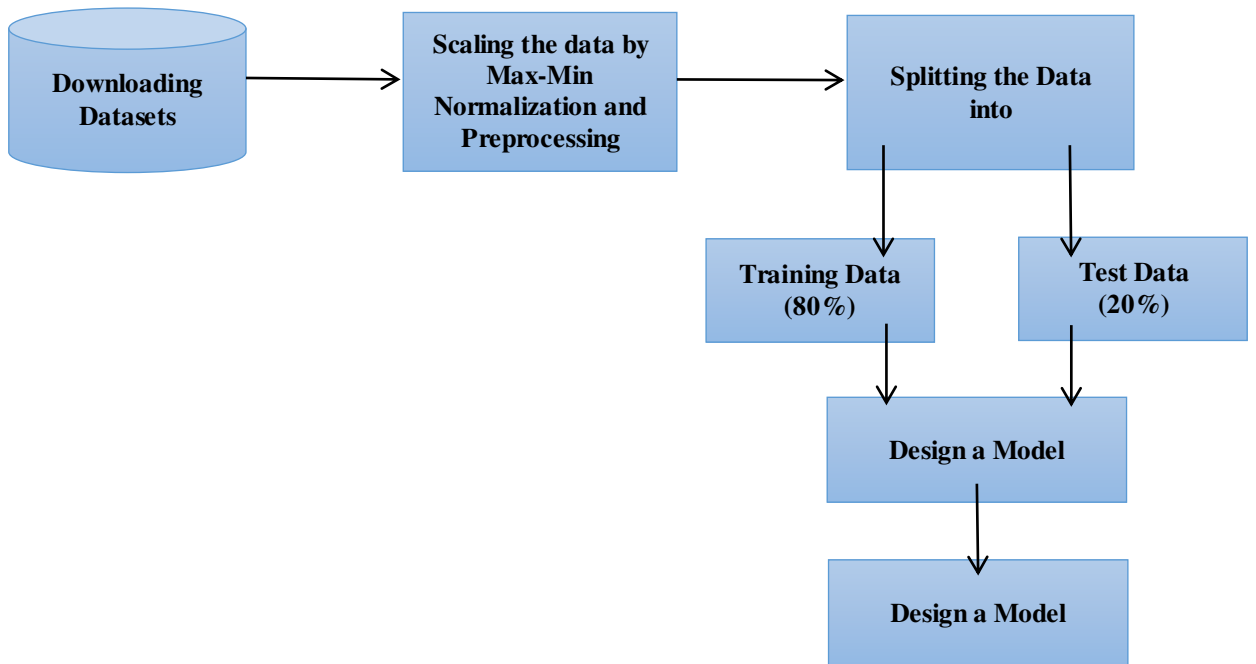 Downloading
Datasets
Scaling the data by
Max-Min
Normalization and
Preprocessing
Splitting the Data
into
Training Data
(80%)
Test Data
(20%)
Design a Model
Design a Model